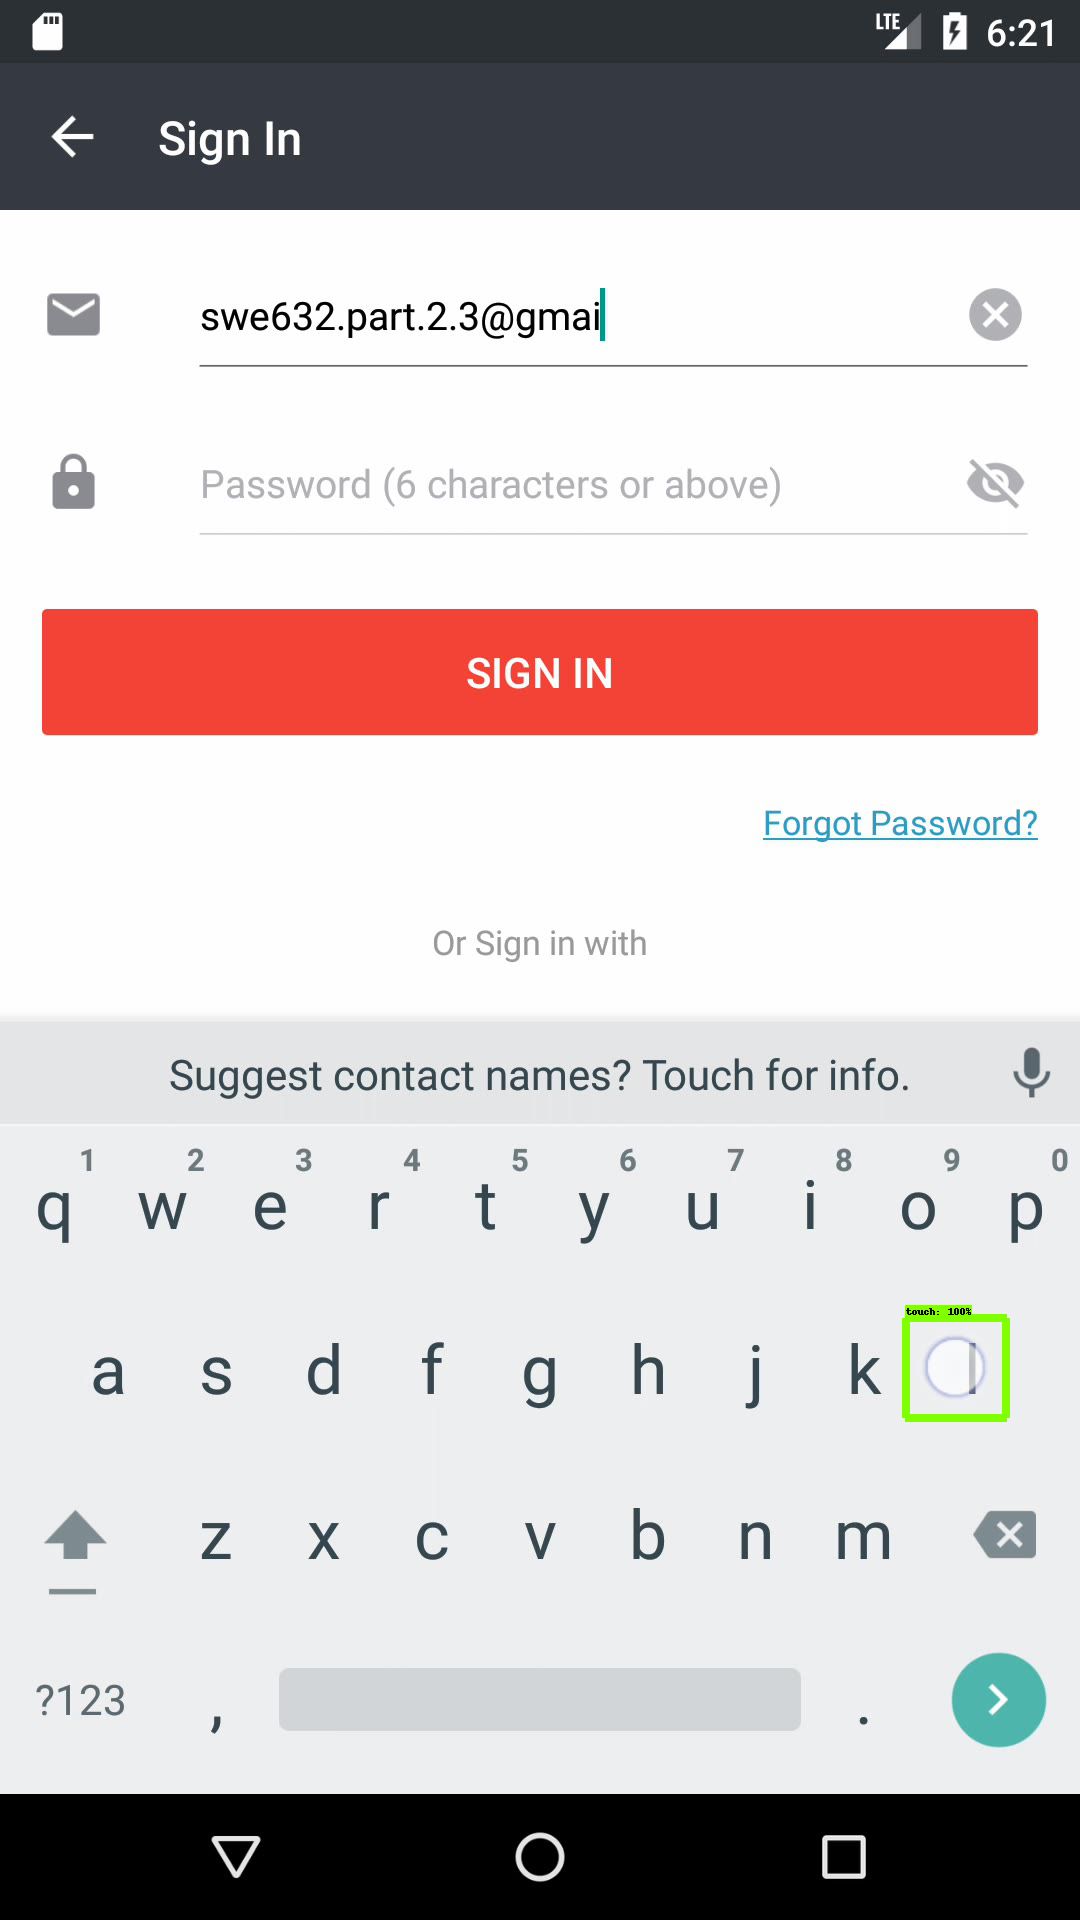 LTE 6:21
Sign In
swe632.part.2.3@gmai
Password (6 characters or above)
SIGN IN
Forgot Password?
Or Sign in with
Suggest contact names? Touch for info.
1 2 3 4 5 6 7 8 9 0
q w e r t y u i o p
touch: 100%
a s d f g h j k l
z x c v b n m
?123 , .